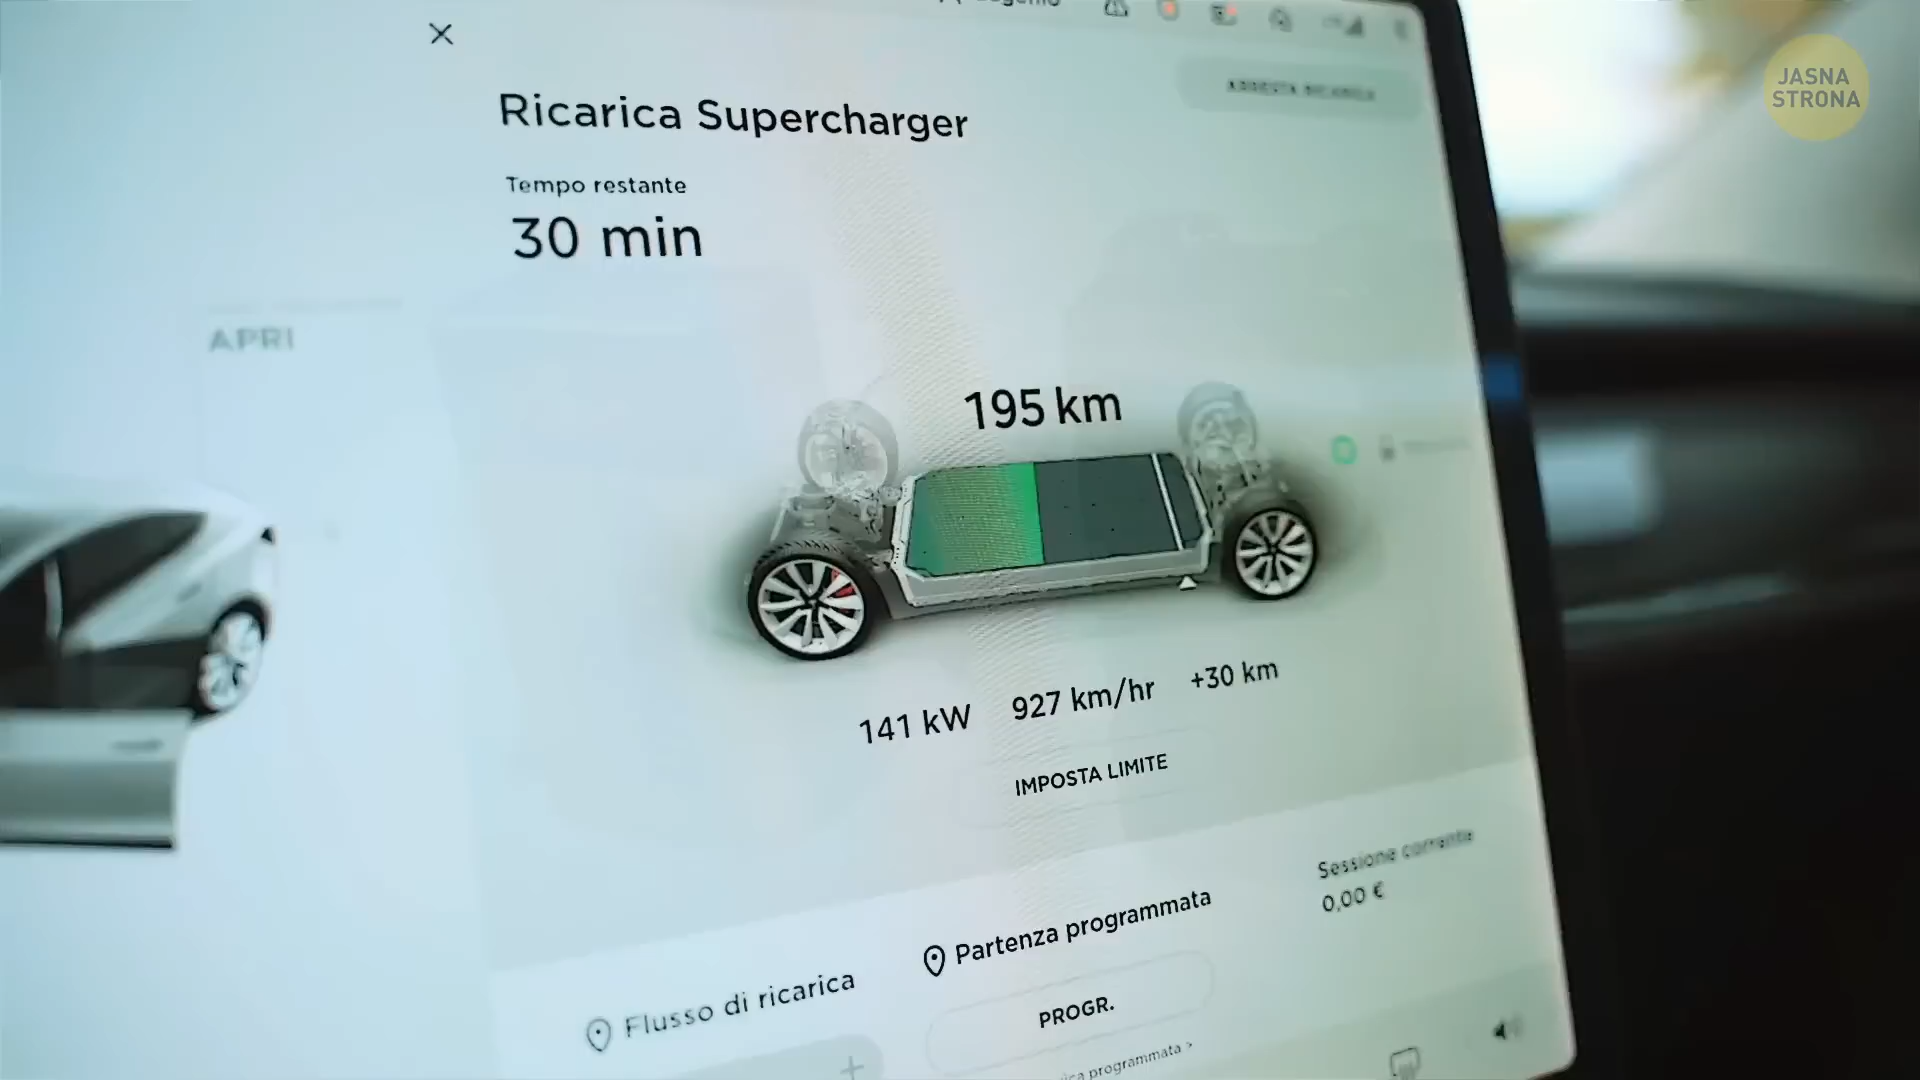 JASNA
STRONA
Ricarica Supercharger
Tempo restante
30 min
APRI
195 km
141 kW
927 km/hr
+30 km
IMPOSTA LIMITE
Sessione corrente
0,00 €
Partenza programmata
Flusso di ricarica
PROGR.
programmata >